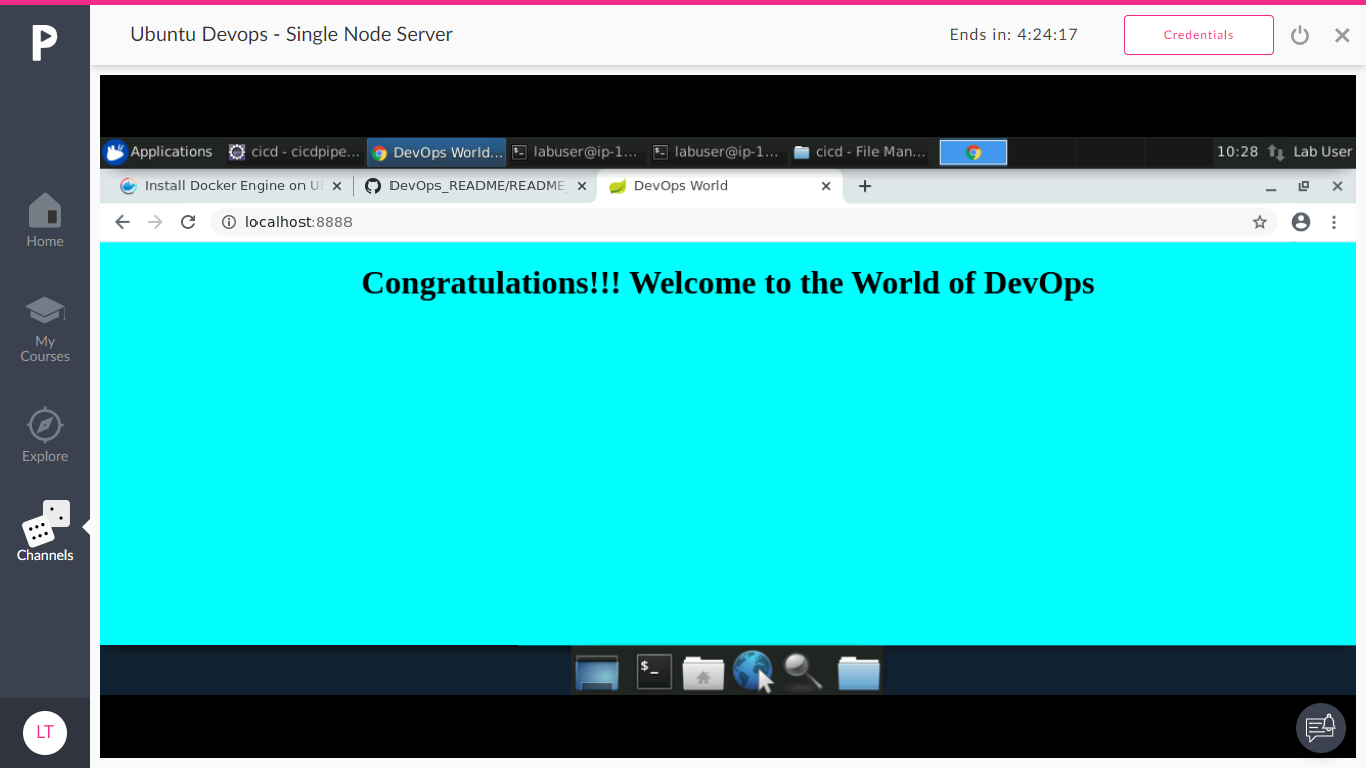 Ubuntu Devops - Single Node Server
Ends in: 4:24:17
Credentials
Applications
cicd - cicdpipe...
DevOps World...
labuser@ip-1...
labuser@ip-1...
cicd - File Man...
10:28
Lab User
Install Docker Engine on U
DevOps_README/README
DevOps World
localhost:8888
Congratulations!!! Welcome to the World of DevOps
Home
My
Courses
Explore
Channels
LT
$_